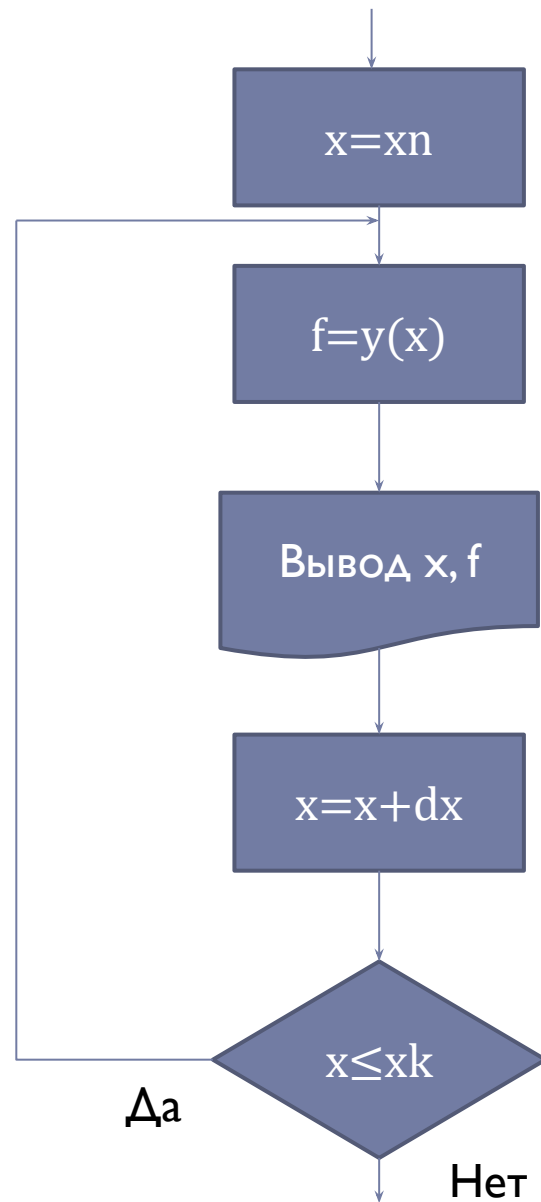 x=xn
f=y(x)
Вывод x, f
x=x+dx
x≤xk
Да
Нет